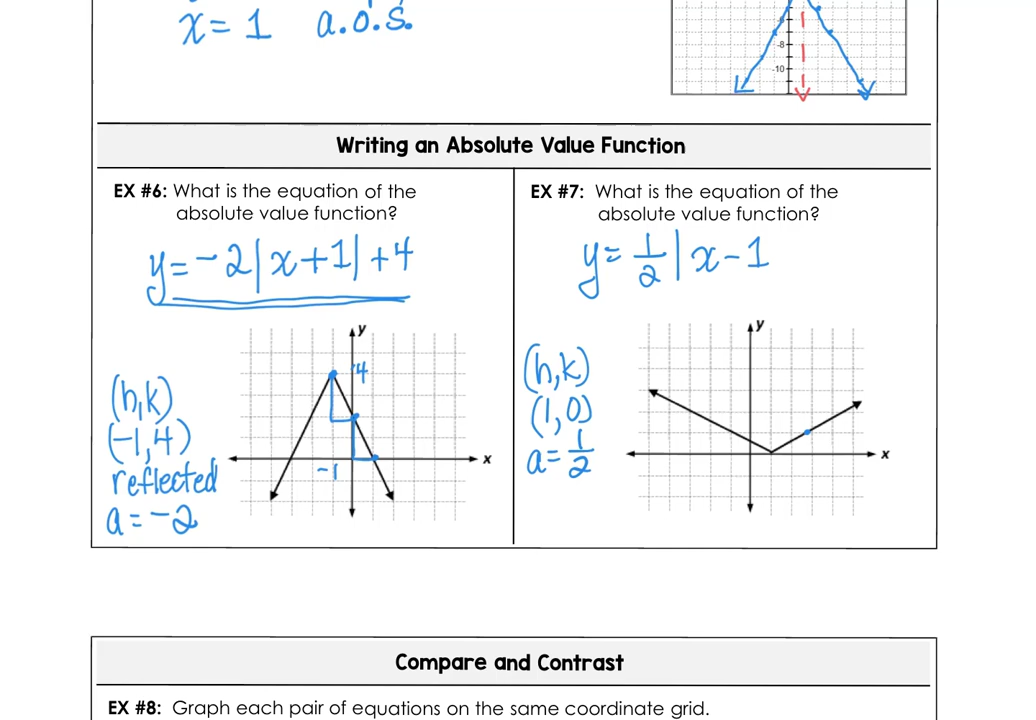 x = 1 a.o.s.
-8
-10
Writing an Absolute Value Function
EX #6: What is the equation of the
absolute value function?
y = -2|x+1|+4
y
4
(h,k)
(-1,4)
reflected
a = -2
-1
x
EX #7: What is the equation of the
absolute value function?
y = 1/2|x-1
y
(h,k)
(1,0)
a = 1/2
x
Compare and Contrast
EX #8: Graph each pair of equations on the same coordinate grid.